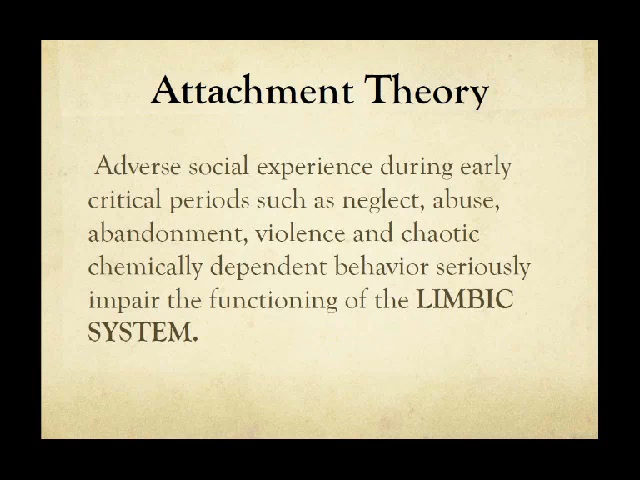 Attachment Theory
Adverse social experience during early
critical periods such as neglect, abuse,
abandonment, violence and chaotic
chemically dependent behavior seriously
impair the functioning of the LIMBIC
SYSTEM.